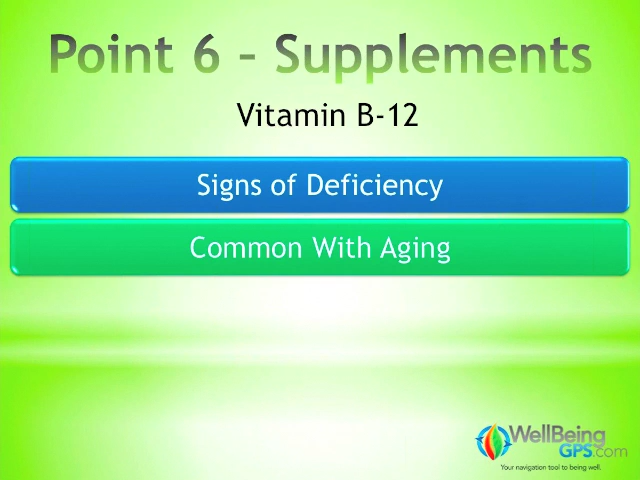 Point 6 - Supplements
Vitamin B-12
Signs of Deficiency
Common With Aging
WellBeing
GPS.com
Your navigation tool to being well.